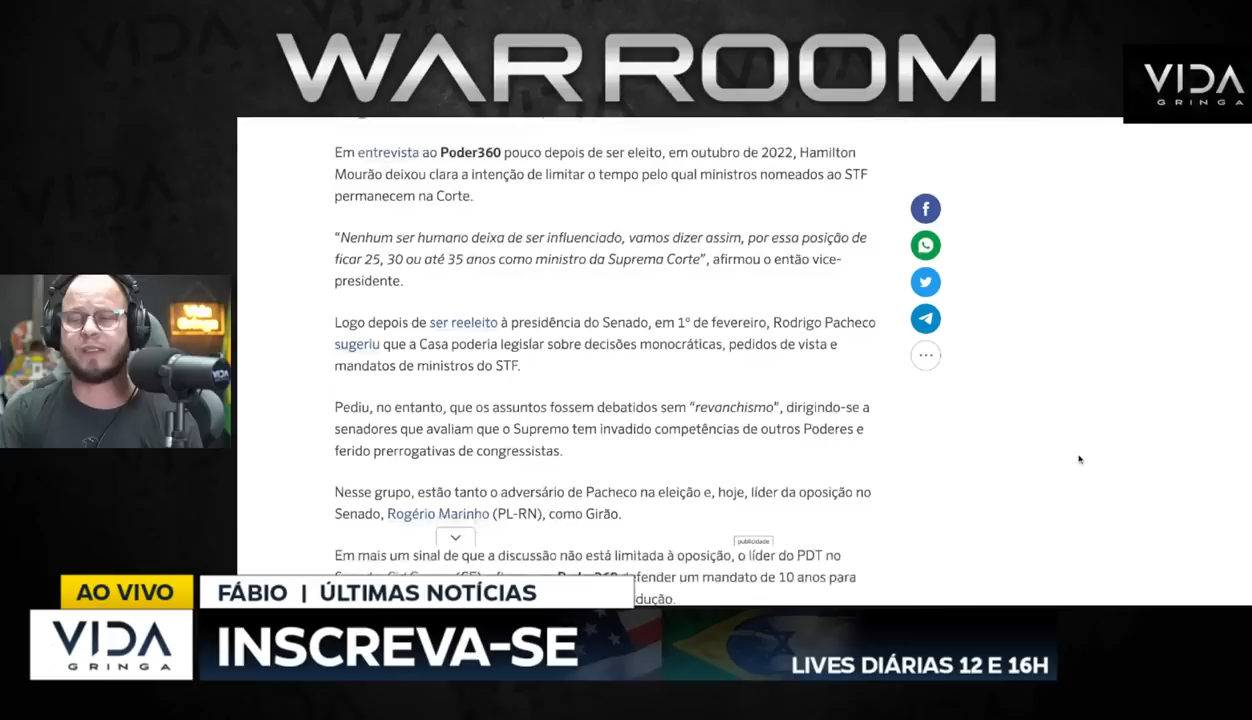 WAR ROOM
VIDA
GRINGA
Em entrevista ao Poder360 pouco depois de ser eleito, em outubro de 2022, Hamilton
Mourão deixou clara a intenção de limitar o tempo pelo qual ministros nomeados ao STF
permanecem na Corte.
“Nenhum ser humano deixa de ser influenciado, vamos dizer assim, por essa posição de
ficar 25, 30 ou até 35 anos como ministro da Suprema Corte”, afirmou o então vice-
presidente.
Logo depois de ser reeleito à presidência do Senado, em 1º de fevereiro, Rodrigo Pacheco
sugeriu que a Casa poderia legislar sobre decisões monocráticas, pedidos de vista e
mandatos de ministros do STF.
Pediu, no entanto, que os assuntos fossem debatidos sem “revanchismo”, dirigindo-se a
senadores que avaliam que o Supremo tem invadido competências de outros Poderes e
ferido prerrogativas de congressistas.
Nesse grupo, estão tanto o adversário de Pacheco na eleição e, hoje, líder da oposição no
Senado, Rogério Marinho (PL-RN), como Girão.
publicidade
Em mais um sinal de que a discussão não está limitada à oposição, o líder do PDT no
defender um mandato de 10 anos para
Vida
Gringa
VIDA
AO VIVO
FÁBIO | ÚLTIMAS NOTÍCIAS
VIDA
GRINGA
INSCREVA-SE
LIVES DIÁRIAS 12 E 16H